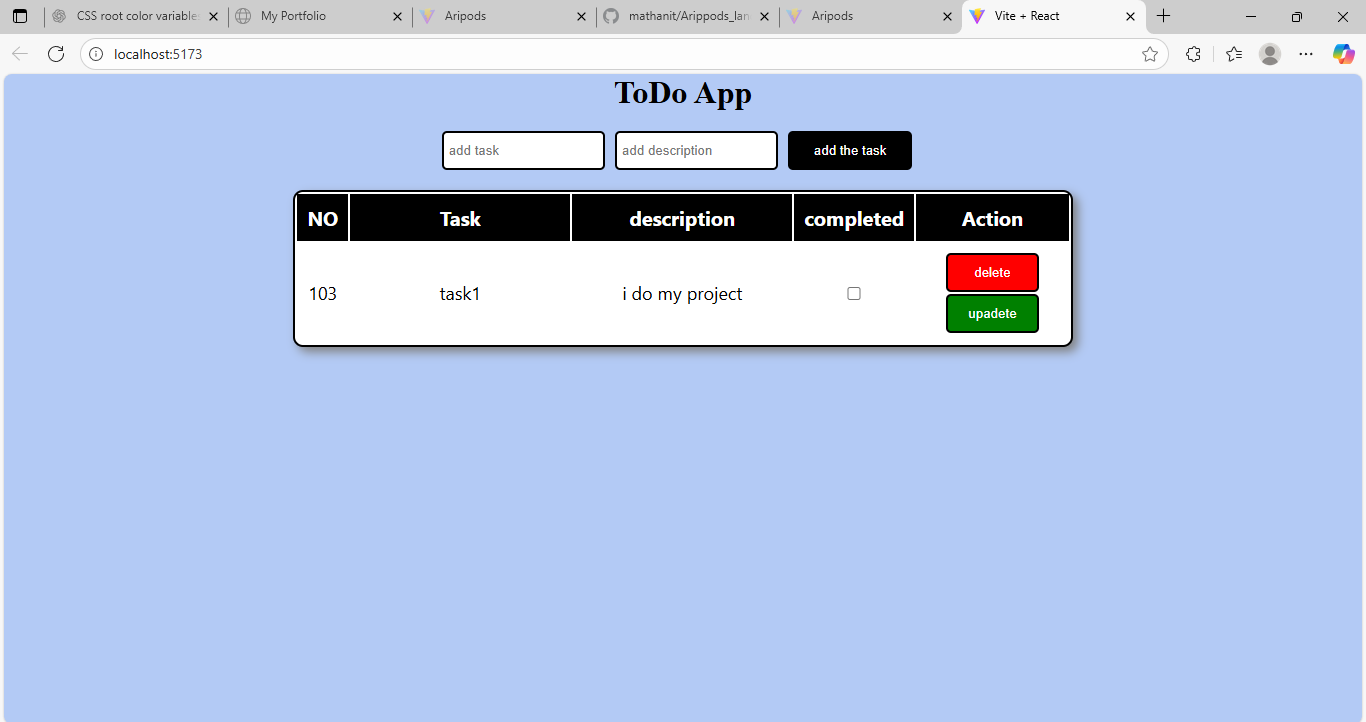 CSS root color variable
My Portfolio
Aripods
mathanit/Arippods_lan
Aripods
Vite + React
localhost:5173
ToDo App
add task
add description
add the task
NO Task description completed Action
103 task1 i do my project
delete
upadete